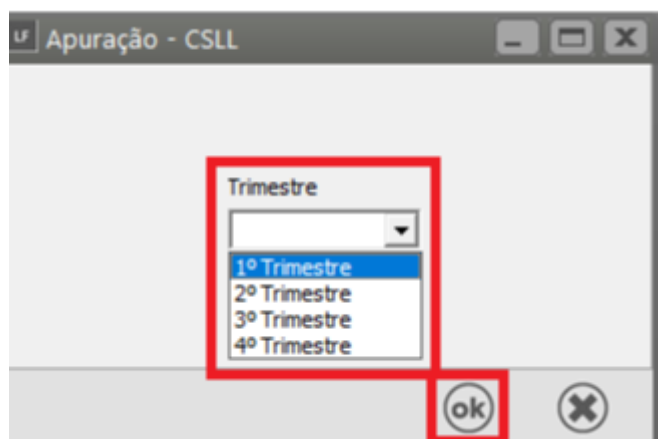 LF Apuração - CSLL
Trimestre
1º Trimestre
2º Trimestre
3º Trimestre
4º Trimestre
ok